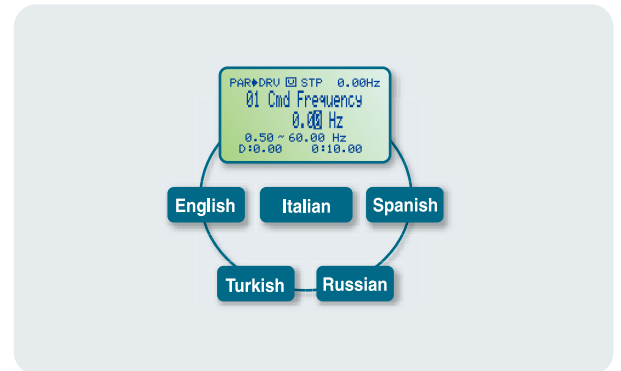 PAR➧DRV U STP 0.00Hz
01 Cmd Frequency
0.00 Hz
0.50 ~ 60.00 Hz
D:0.00 0:10.00
English Italian Spanish
Turkish Russian